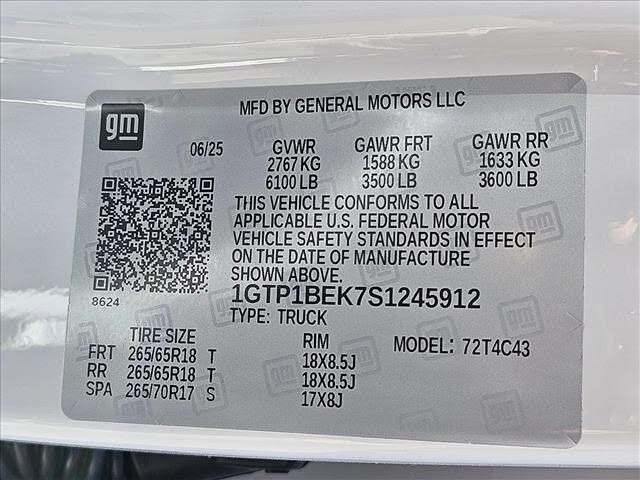 gm
MFD BY GENERAL MOTORS LLC
06/25 GVWR GAWR FRT GAWR RR
2767 KG 1588 KG 1633 KG
6100 LB 3500 LB 3600 LB
THIS VEHICLE CONFORMS TO ALL
APPLICABLE U.S. FEDERAL MOTOR
VEHICLE SAFETY STANDARDS IN EFFECT
ON THE DATE OF MANUFACTURE
SHOWN ABOVE.
8624
1GTP1BEK7S1245912
TYPE: TRUCK
TIRE SIZE RIM MODEL: 72T4C43
FRT 265/65R18 T 18X8.5J
RR 265/65R18 T 18X8.5J
SPA 265/70R17 S 17X8J